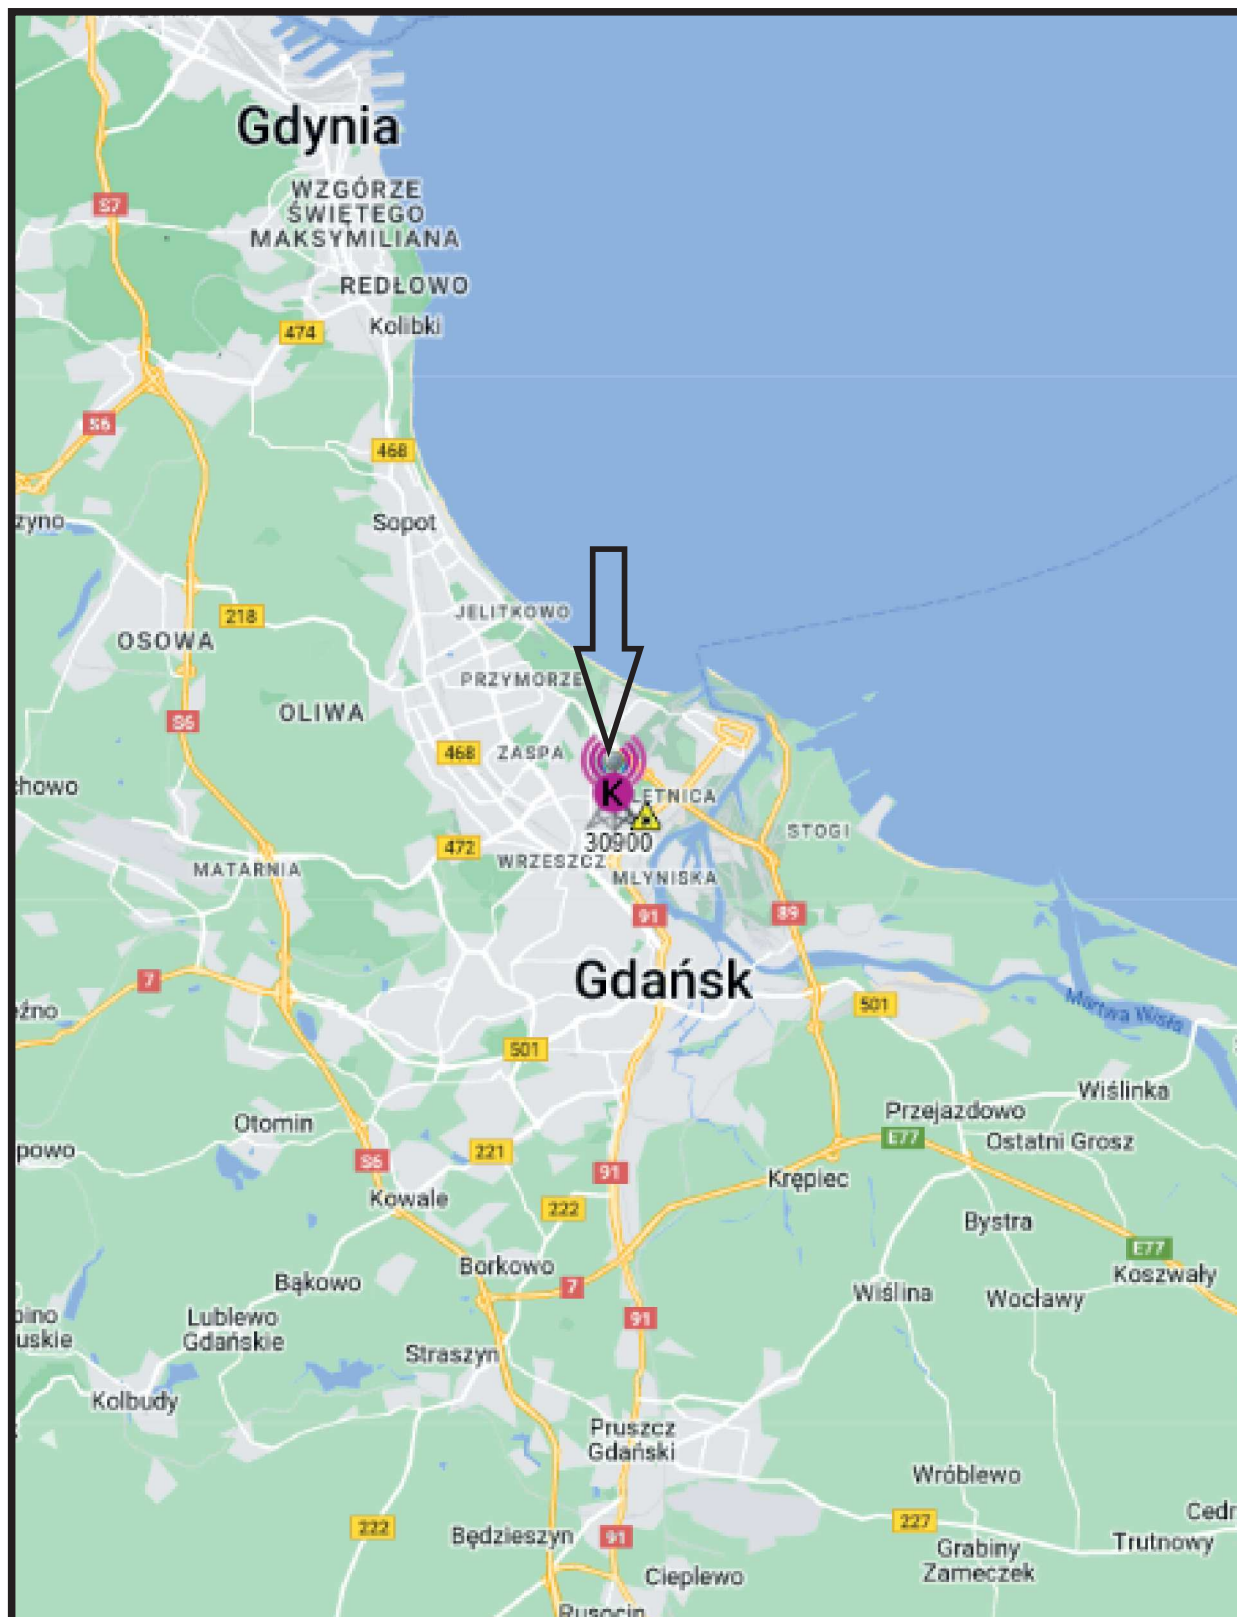 Gdynia
WZGÓRZE
ŚWIĘTEGO
MAKSYMILIANA
S7
REDŁOWO
Kolibki
474
S6
468
zyno
Sopot
218
JELITKOWO
OSOWA
PRZYMORZE
OLIWA
S6
468
ZASPA
howo
K
LETNICA
30900
STOGI
472
WRZESZCZ
MŁYNISKA
MATARNIA
91
89
7
Gdańsk
501
Martwa Wisła
eźno
501
Wiślinka
Przejazdowo
Otomin
E77
Ostatni Grosz
powo
221
S6
91
Krępiec
Kowale
222
Bystra
E77
Borkowo
Koszwały
Bąkowo
7
Wiślina
Wocławy
pino
uskie
Lublewo
Gdańskie
91
Straszyn
Kolbudy
Pruszcz
Gdański
Wróblewo
Cedr
227
222
Będzieszyn
91
Trutnowy
Grabiny
Zameczek
Cieplewo
Rusocin